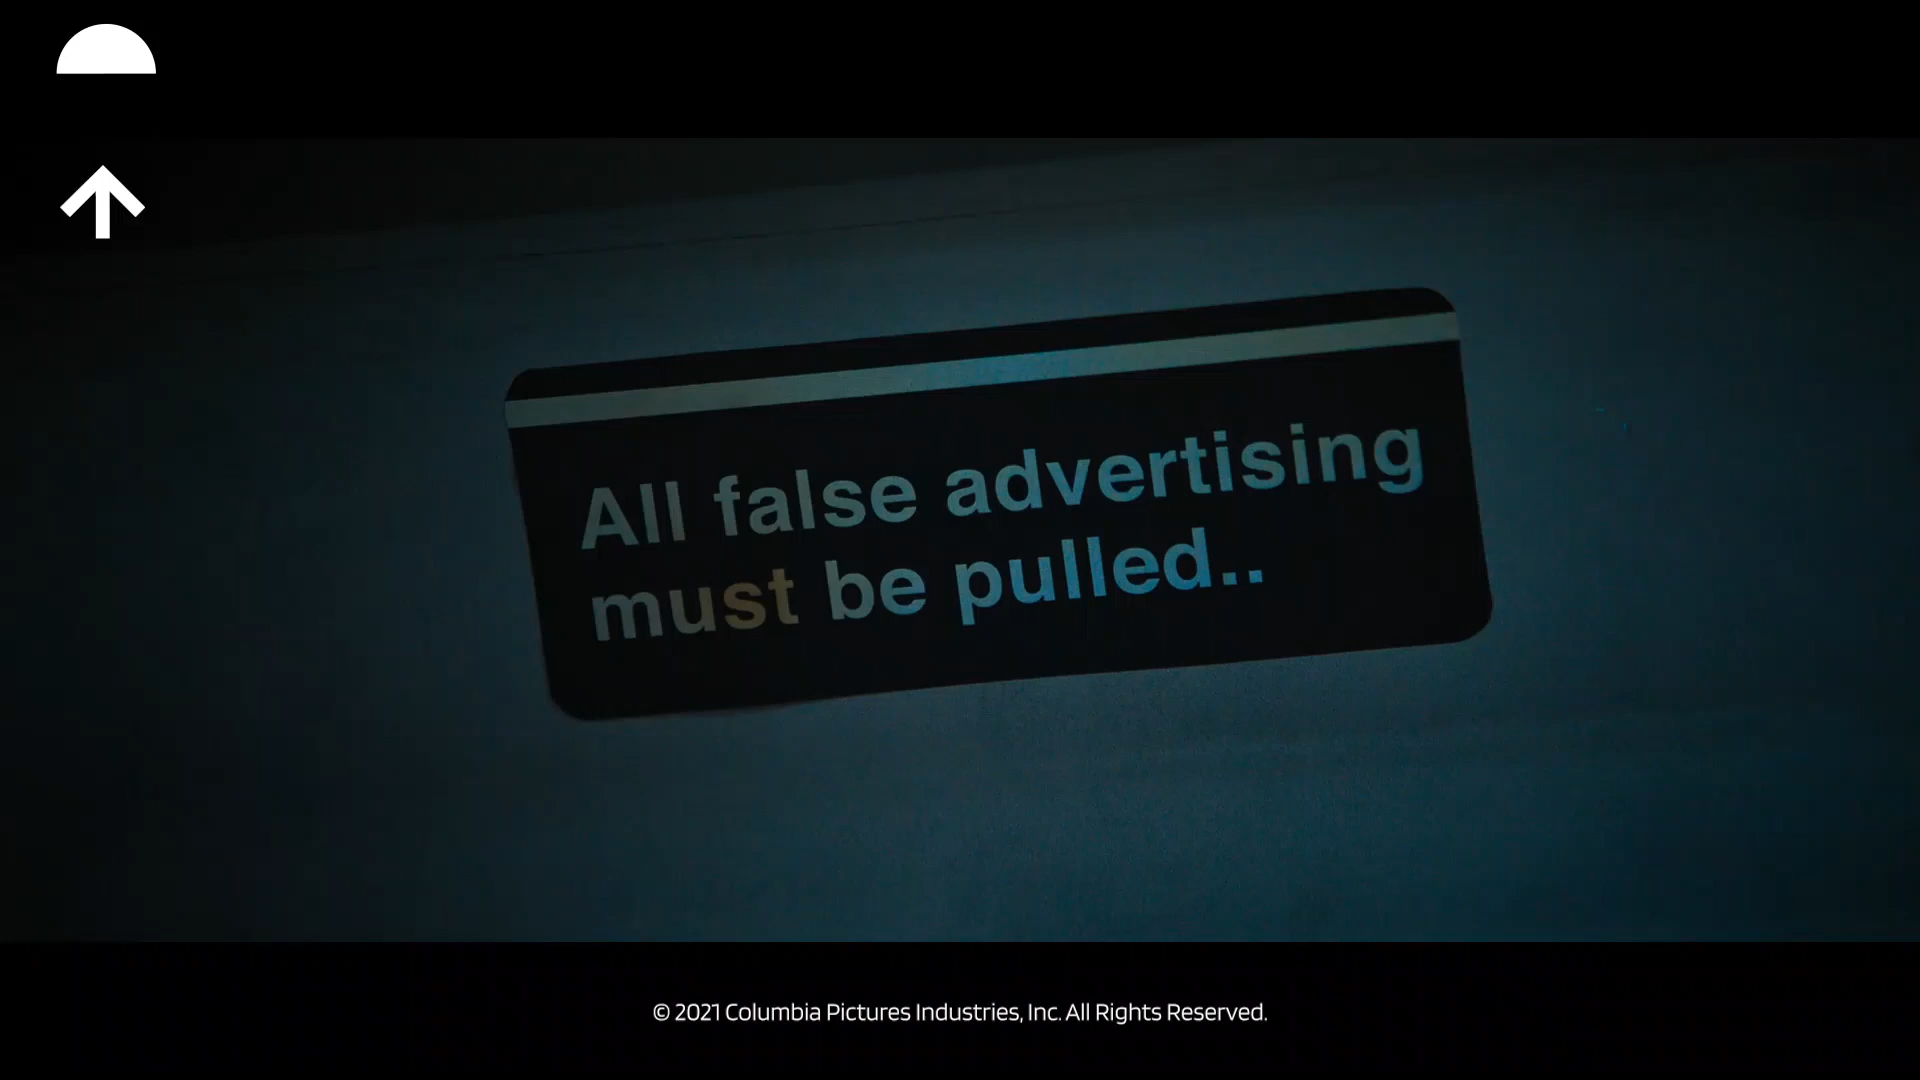 All false advertising
must be pulled..
© 2021 Columbia Pictures Industries, Inc. All Rights Reserved.